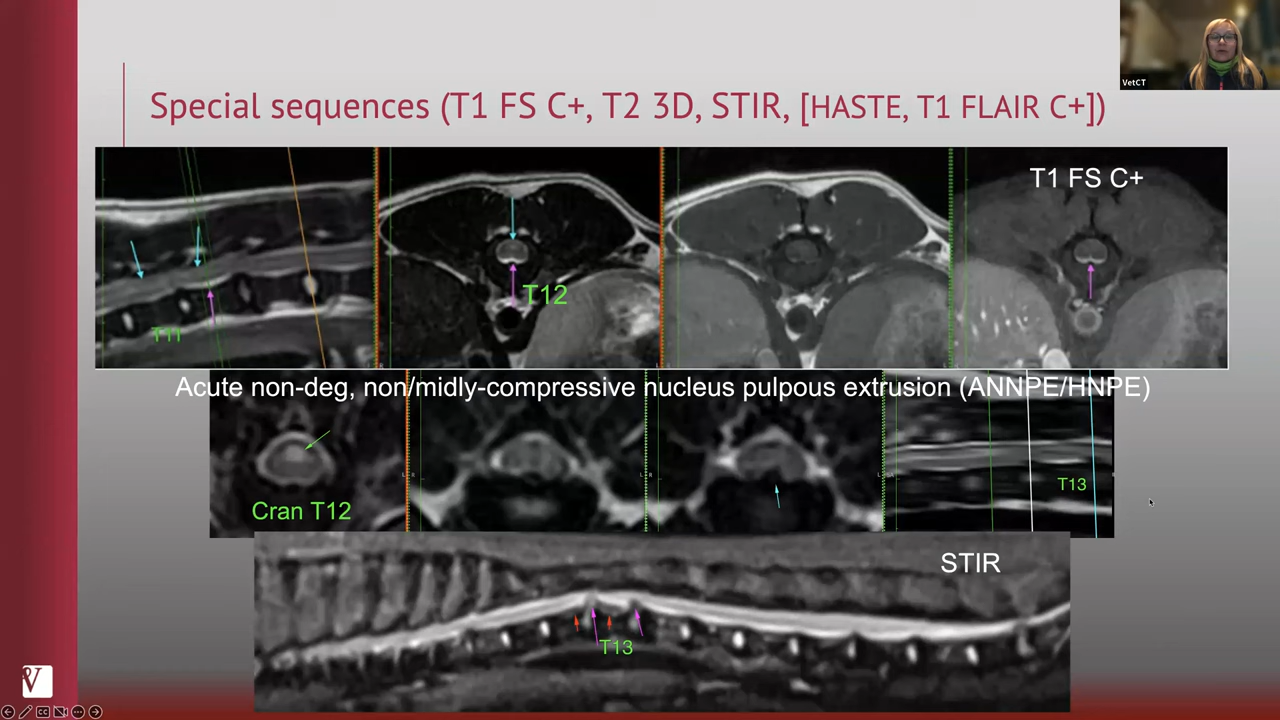 VetCT
Special sequences (T1 FS C+, T2 3D, STIR, [HASTE, T1 FLAIR C+])
T1 FS C+
T12
T11
Acute non-deg, non/midly-compressive nucleus pulpous extrusion (ANNPE/HNPE)
T13
Cran T12
STIR
T13